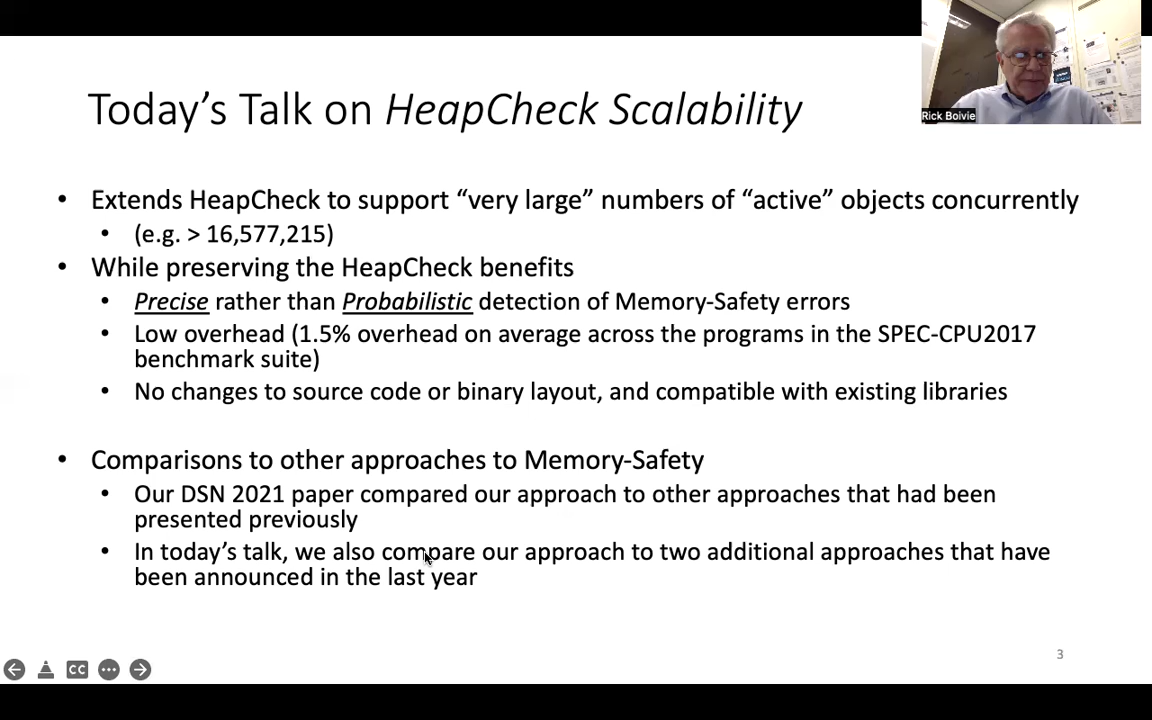 Rick Boivie
Today’s Talk on HeapCheck Scalability
• Extends HeapCheck to support “very large” numbers of “active” objects concurrently
• (e.g. > 16,577,215)
• While preserving the HeapCheck benefits
• Precise rather than Probabilistic detection of Memory-Safety errors
• Low overhead (1.5% overhead on average across the programs in the SPEC-CPU2017
benchmark suite)
• No changes to source code or binary layout, and compatible with existing libraries
• Comparisons to other approaches to Memory-Safety
• Our DSN 2021 paper compared our approach to other approaches that had been
presented previously
• In today’s talk, we also compare our approach to two additional approaches that have
been announced in the last year
3
CC